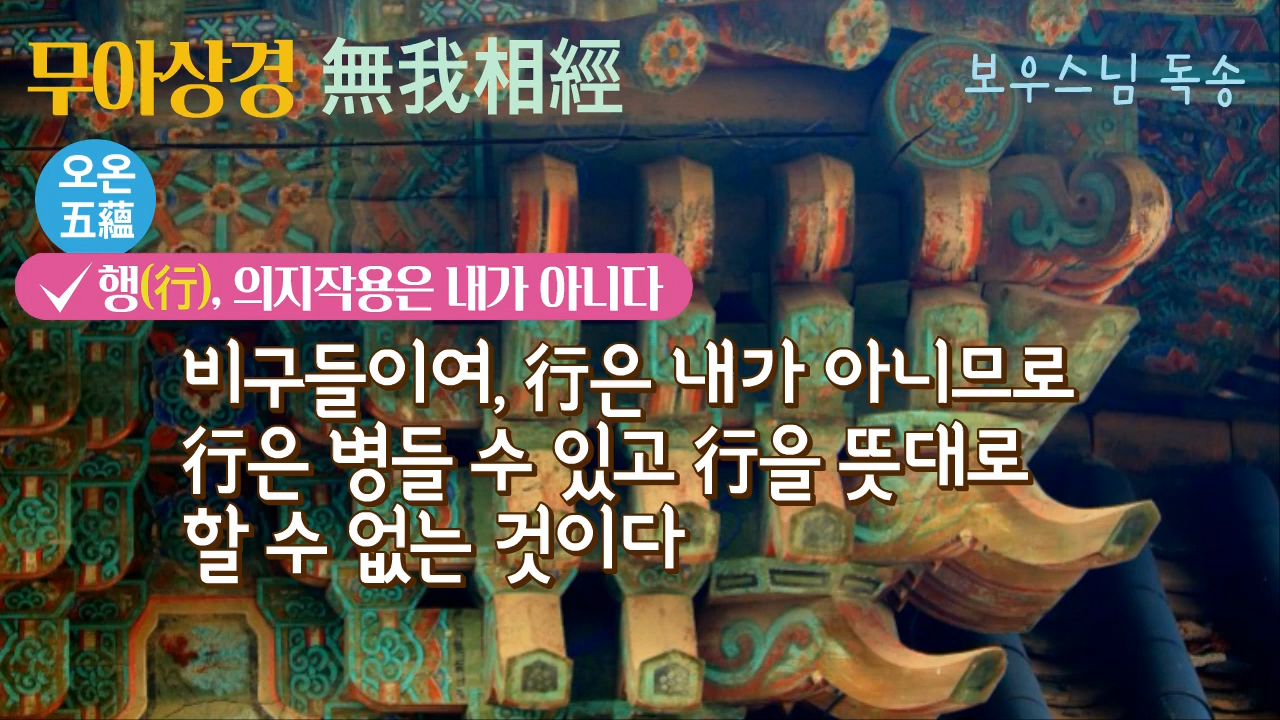 무아상경 無我相經
보우스님 독송
오온
五蘊
행(行), 의지작용은 내가 아니다
비구들이여, 行은 내가 아니므로
行은 병들 수 있고 行을 뜻대로
할 수 없는 것이다